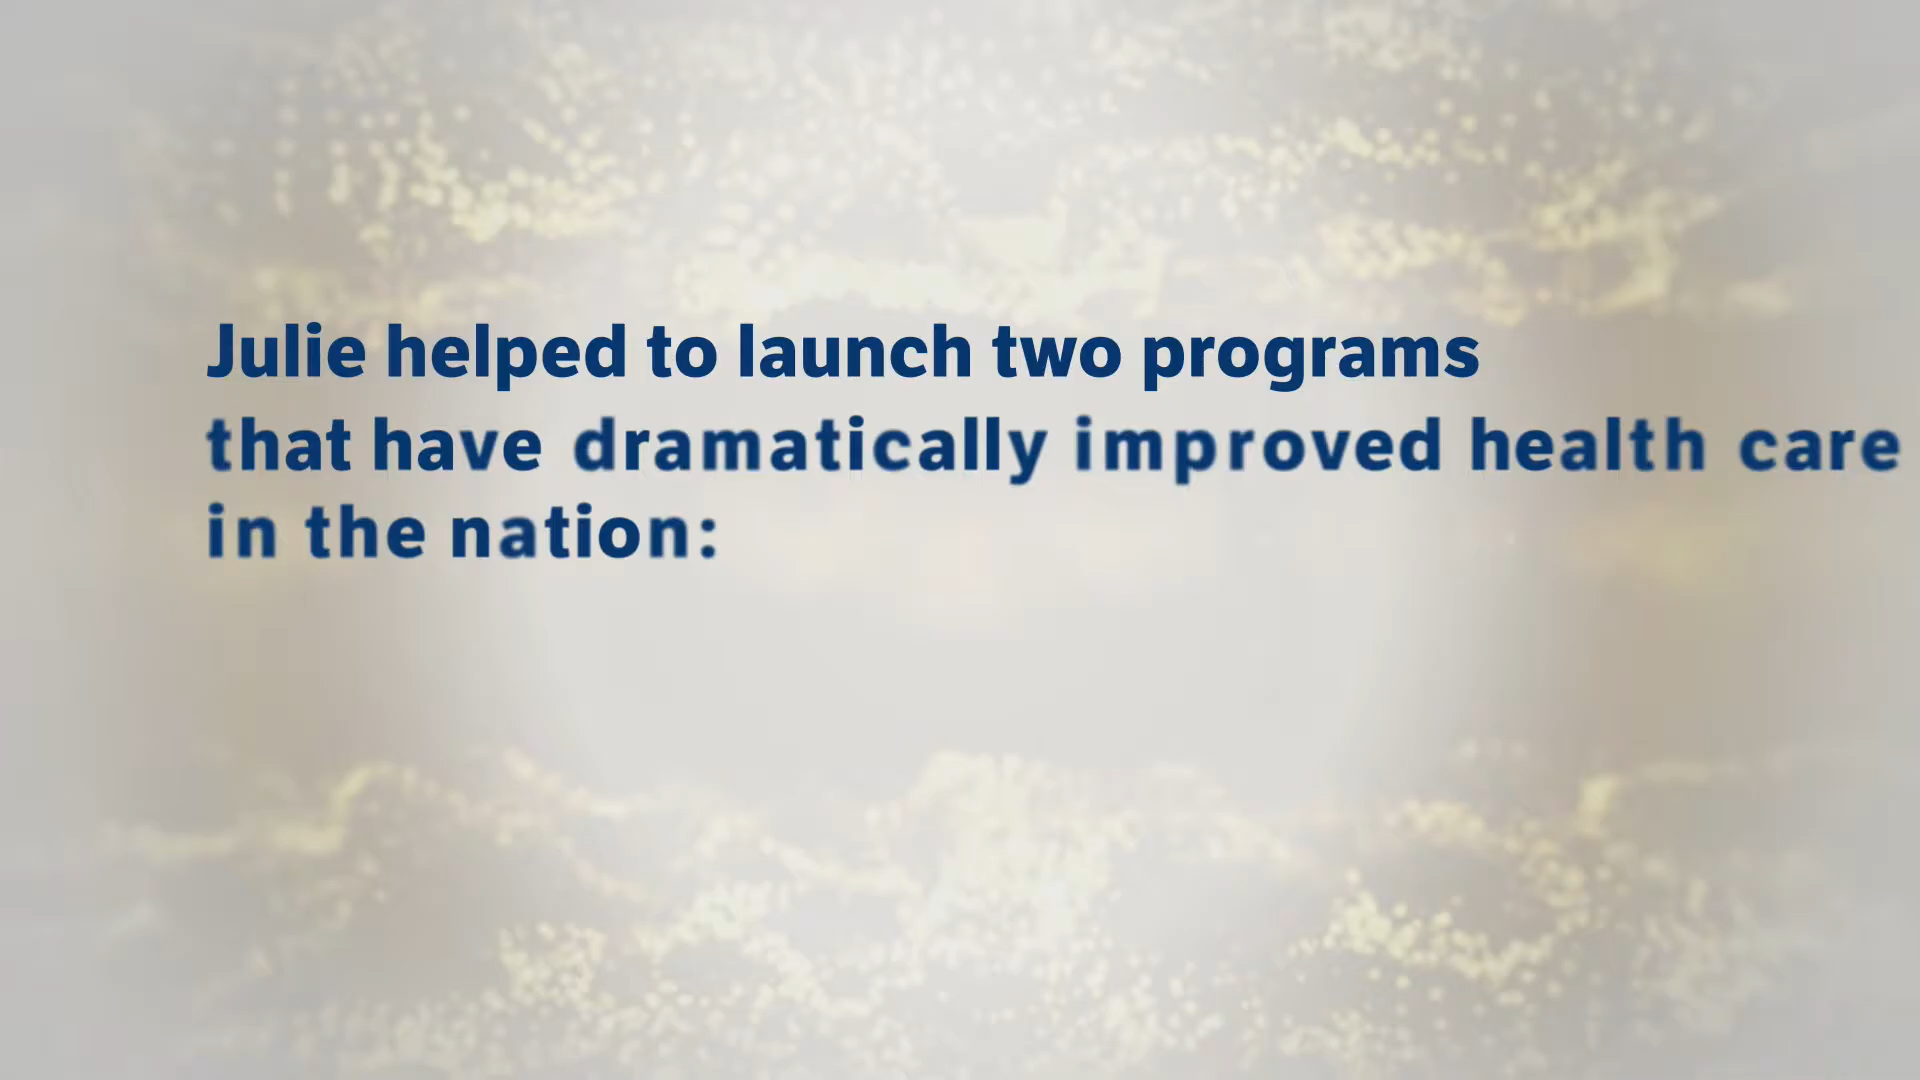 Julie helped to launch two programs
that have dramatically improved health care
in the nation: